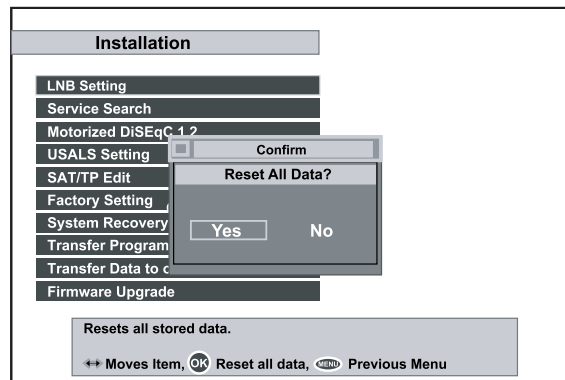 Installation
LNB Setting
Service Search
Motorized DiSEqC 1.2
USALS Setting
SAT/TP Edit
Factory Setting
System Recovery
Transfer Program
Transfer Data to
Firmware Upgrade
Confirm
Reset All Data?
Yes No
Resets all stored data.
Moves Item, OK Reset all data, MENU Previous Menu